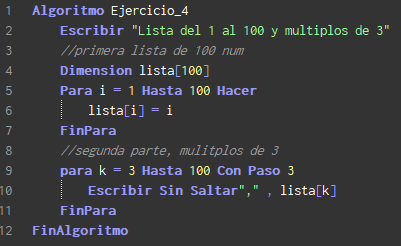 1 Algoritmo Ejercicio_4
2 Escribir "Lista del 1 al 100 y multiplos de 3"
3 //primera lista de 100 num
4 Dimension lista[100]
5 Para i = 1 Hasta 100 Hacer
6 lista[i] = i
7 FinPara
8 //segunda parte, mulitplos de 3
9 para k = 3 Hasta 100 Con Paso 3
10 Escribir Sin Saltar"," , lista[k]
11 FinPara
12 FinAlgoritmo